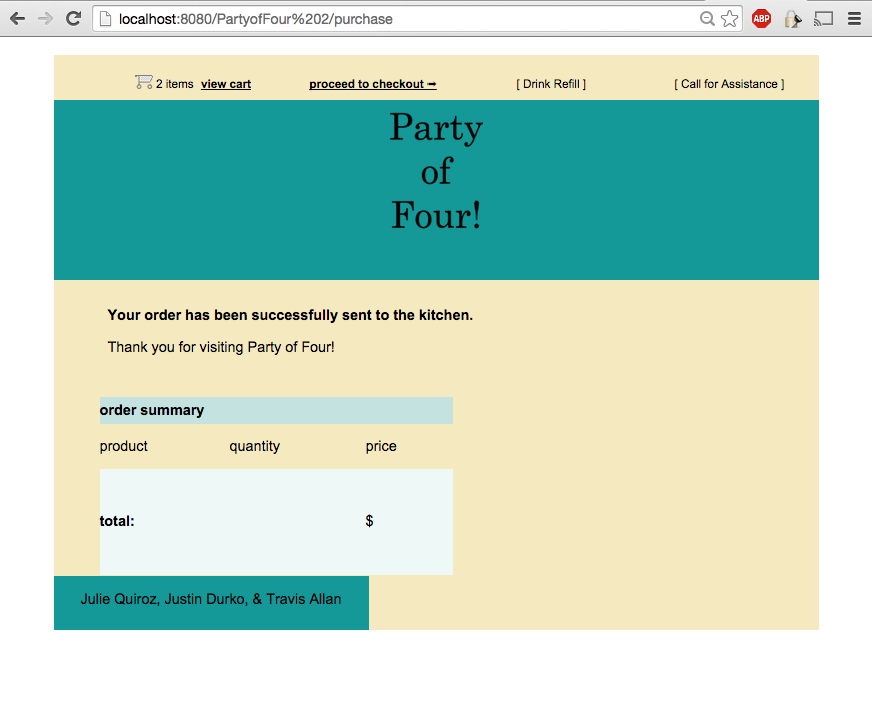 localhost:8080/PartyofFour%202/purchase
ABP
2 items view cart proceed to checkout ➞ [ Drink Refill ] [ Call for Assistance ]
Party
of
Four!
Your order has been successfully sent to the kitchen.
Thank you for visiting Party of Four!
order summary
product quantity price
total: $
Julie Quiroz, Justin Durko, & Travis Allan